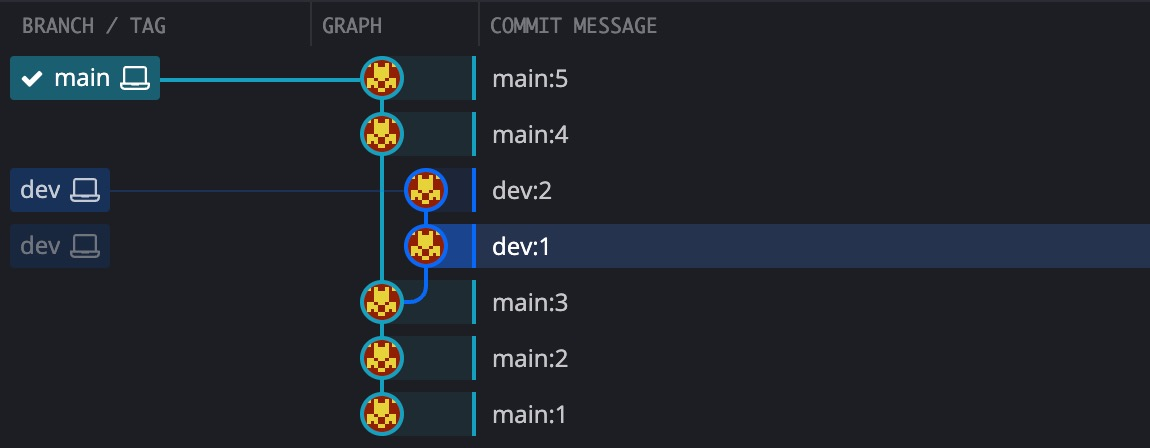 BRANCH / TAG GRAPH COMMIT MESSAGE
main main:5
main:4
dev dev:2
dev dev:1
main:3
main:2
main:1